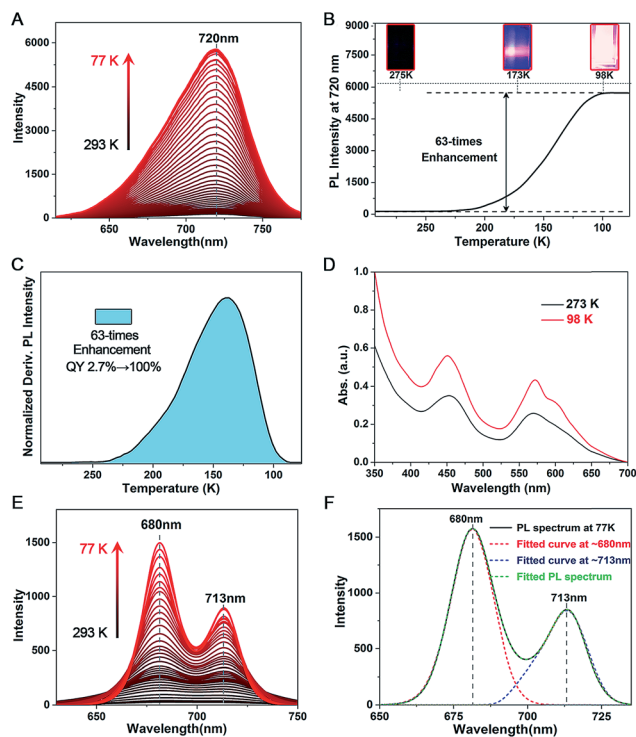 A
720nm
77 K
293 K
Intensity
6000
4500
3000
1500
0
650
700
750
Wavelength(nm)
B
PL Intensity at 720 nm
9000
7500
6000
4500
3000
1500
0
275K
173K
98K
63-times
Enhancement
250
200
150
100
Temperature (K)
C
Normalized Deriv. PL Intensity
63-times
Enhancement
QY 2.7%→100%
250
200
150
100
Temperature (K)
D
Abs. (a.u.)
1.0
0.8
0.6
0.4
0.2
0.0
273 K
98 K
350
400
450
500
550
600
650
700
Wavelength (nm)
E
680nm
713nm
77 K
293 K
Intensity
1500
1000
500
0
650
700
750
Wavelength(nm)
F
680nm
713nm
PL spectrum at 77K
Fitted curve at ~680nm
Fitted curve at ~713nm
Fitted PL spectrum
Intensity
1500
1000
500
0
650
675
700
725
Wavelength(nm)